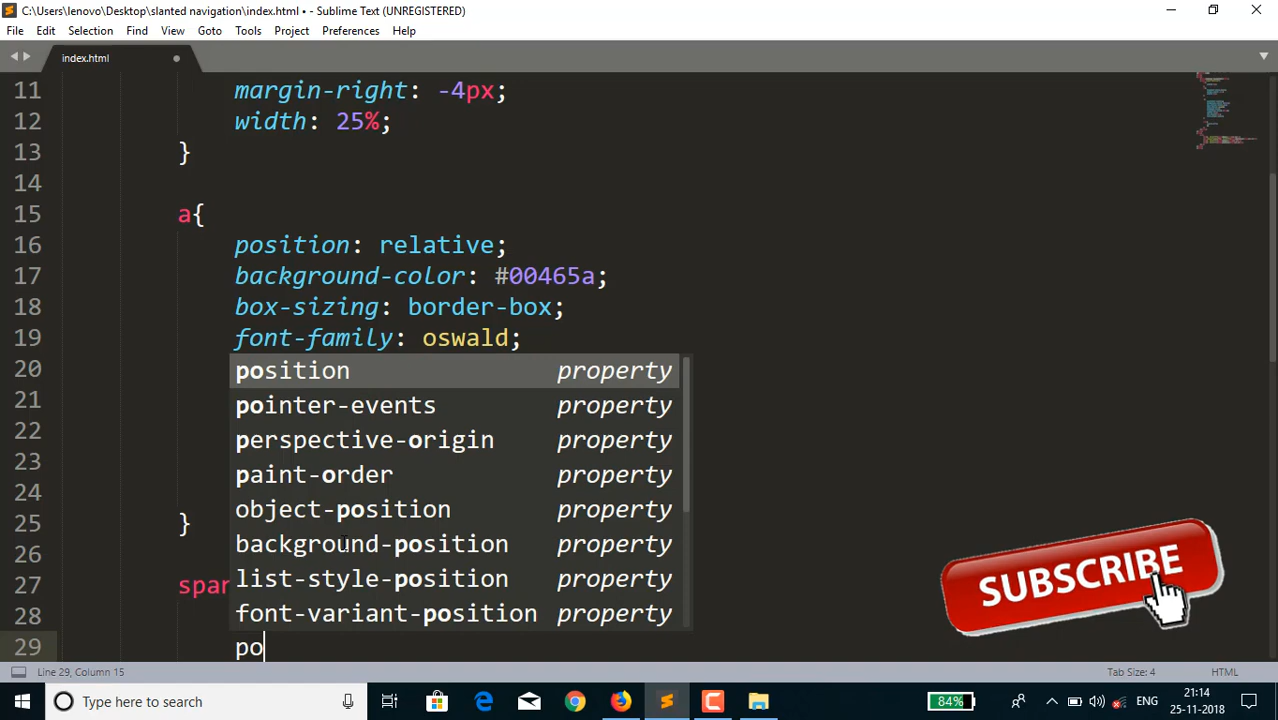 C:\Users\lenovo\Desktop\slanted navigation\index.html • - Sublime Text (UNREGISTERED)
File Edit Selection Find View Goto Tools Project Preferences Help
index.html
11 margin-right: -4px;
12 width: 25%;
13 }
14
15 a{
16 position: relative;
17 background-color: #00465a;
18 box-sizing: border-box;
19 font-family: oswald;
20 position property
21 pointer-events property
22 perspective-origin property
23 paint-order property
24 object-position property
25 } background-position property
26 list-style-position property
27 span font-variant-position property
28
29 po
SUBSCRIBE
Line 29, Column 15 Tab Size: 4 HTML
Type here to search 84% ENG 21:14
25-11-2018